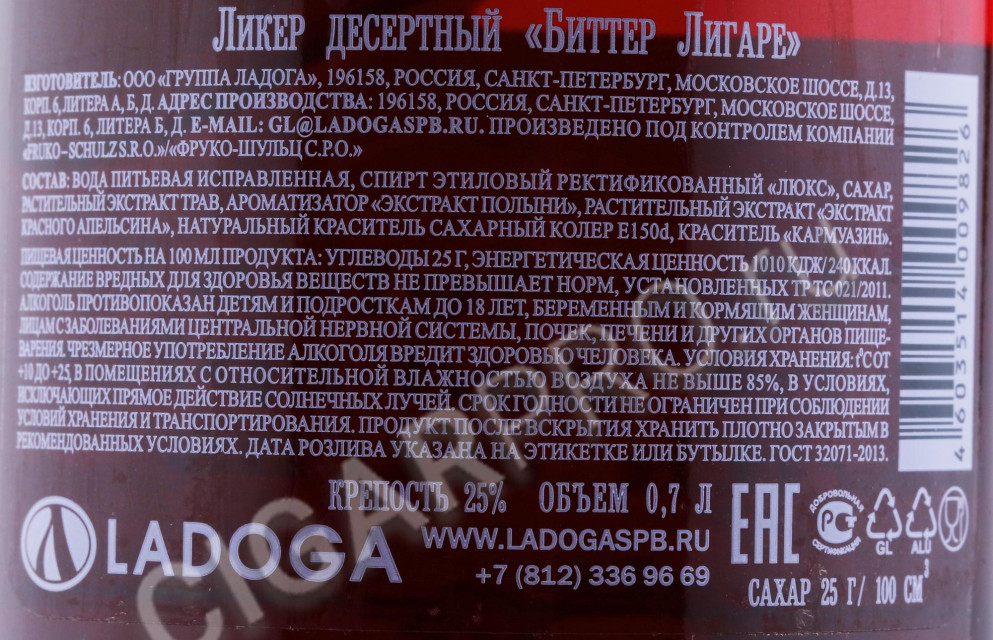 Ликер десертный «Биттер Лигаре»
ИЗГОТОВИТЕЛЬ: ООО «ГРУППА ЛАДОГА», 196158, РОССИЯ, САНКТ-ПЕТЕРБУРГ, МОСКОВСКОЕ ШОССЕ, Д.13,
КОРП. 6, ЛИТЕРА А, Б, Д. АДРЕС ПРОИЗВОДСТВА: 196158, РОССИЯ, САНКТ-ПЕТЕРБУРГ, МОСКОВСКОЕ ШОССЕ,
Д.13, КОРП. 6, ЛИТЕРА Б, Д. E-MAIL: GL@LADOGASPB.RU. ПРОИЗВЕДЕНО ПОД КОНТРОЛЕМ КОМПАНИИ
«FRUKO–SCHULZ S.R.O.»/«ФРУКО-ШУЛЬЦ С.Р.О.»
СОСТАВ: ВОДА ПИТЬЕВАЯ ИСПРАВЛЕННАЯ, СПИРТ ЭТИЛОВЫЙ РЕКТИФИКОВАННЫЙ «ЛЮКС», САХАР,
РАСТИТЕЛЬНЫЙ ЭКСТРАКТ ТРАВ, АРОМАТИЗАТОР «ЭКСТРАКТ ПОЛЫНИ», РАСТИТЕЛЬНЫЙ ЭКСТРАКТ «ЭКСТРАКТ
КРАСНОГО АПЕЛЬСИНА», НАТУРАЛЬНЫЙ КРАСИТЕЛЬ САХАРНЫЙ КОЛЕР Е150d, КРАСИТЕЛЬ «КАРМУАЗИН».
ПИЩЕВАЯ ЦЕННОСТЬ НА 100 МЛ ПРОДУКТА: УГЛЕВОДЫ 25 Г, ЭНЕРГЕТИЧЕСКАЯ ЦЕННОСТЬ 1010 КДЖ/ 240 ККАЛ.
СОДЕРЖАНИЕ ВРЕДНЫХ ДЛЯ ЗДОРОВЬЯ ВЕЩЕСТВ НЕ ПРЕВЫШАЕТ НОРМ, УСТАНОВЛЕННЫХ ТР ТС 021/2011.
АЛКОГОЛЬ ПРОТИВОПОКАЗАН ДЕТЯМ И ПОДРОСТКАМ ДО 18 ЛЕТ, БЕРЕМЕННЫМ И КОРМЯЩИМ ЖЕНЩИНАМ,
ЛИЦАМ С ЗАБОЛЕВАНИЯМИ ЦЕНТРАЛЬНОЙ НЕРВНОЙ СИСТЕМЫ, ПОЧЕК, ПЕЧЕНИ И ДРУГИХ ОРГАНОВ ПИЩЕ-
ВАРЕНИЯ. ЧРЕЗМЕРНОЕ УПОТРЕБЛЕНИЕ АЛКОГОЛЯ ВРЕДИТ ЗДОРОВЬЮ ЧЕЛОВЕКА. УСЛОВИЯ ХРАНЕНИЯ: t°C ОТ
+10 ДО +25, В ПОМЕЩЕНИЯХ С ОТНОСИТЕЛЬНОЙ ВЛАЖНОСТЬЮ ВОЗДУХА НЕ ВЫШЕ 85%, В УСЛОВИЯХ,
ИСКЛЮЧАЮЩИХ ПРЯМОЕ ДЕЙСТВИЕ СОЛНЕЧНЫХ ЛУЧЕЙ. СРОК ГОДНОСТИ НЕ ОГРАНИЧЕН ПРИ СОБЛЮДЕНИИ
УСЛОВИЙ ХРАНЕНИЯ И ТРАНСПОРТИРОВАНИЯ. ПРОДУКТ ПОСЛЕ ВСКРЫТИЯ ХРАНИТЬ ПЛОТНО ЗАКРЫТЫМ В
РЕКОМЕНДОВАННЫХ УСЛОВИЯХ. ДАТА РОЗЛИВА УКАЗАНА НА ЭТИКЕТКЕ ИЛИ БУТЫЛКЕ. ГОСТ 32071-2013.
4 603514 009826
КРЕПОСТЬ 25% ОБЪЕМ 0,7 Л
LADOGA
WWW.LADOGASPB.RU
+7 (812) 336 96 69
EAC
ДОБРОВОЛЬНАЯ
РСТ
СЕРТИФИКАЦИЯ
GL
ALU
САХАР 25 Г/ 100 СМ³
CIGARPRO.RU